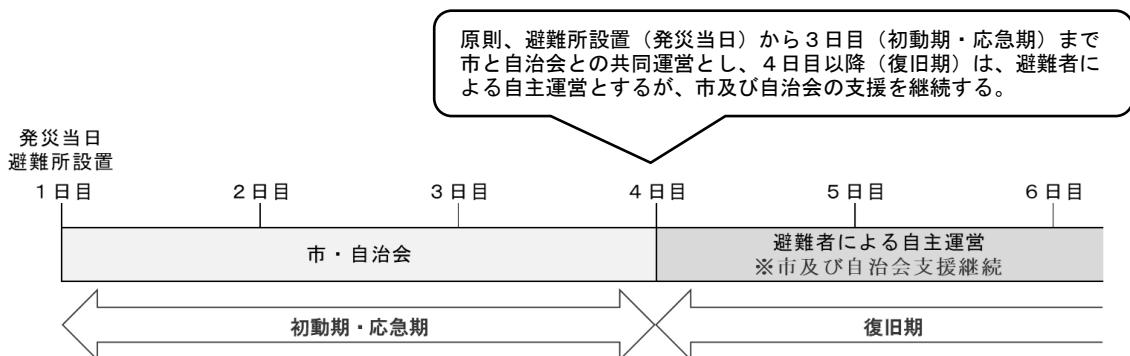 原則、避難所設置（発災当日）から３日目（初動期・応急期）まで
市と自治会との共同運営とし、４日目以降（復旧期）は、避難者に
よる自主運営とするが、市及び自治会の支援を継続する。
発災当日
避難所設置
１日目 ２日目 ３日目 ４日目 ５日目 ６日目
市・自治会
避難者による自主運営
※市及び自治会支援継続
初動期・応急期 復旧期